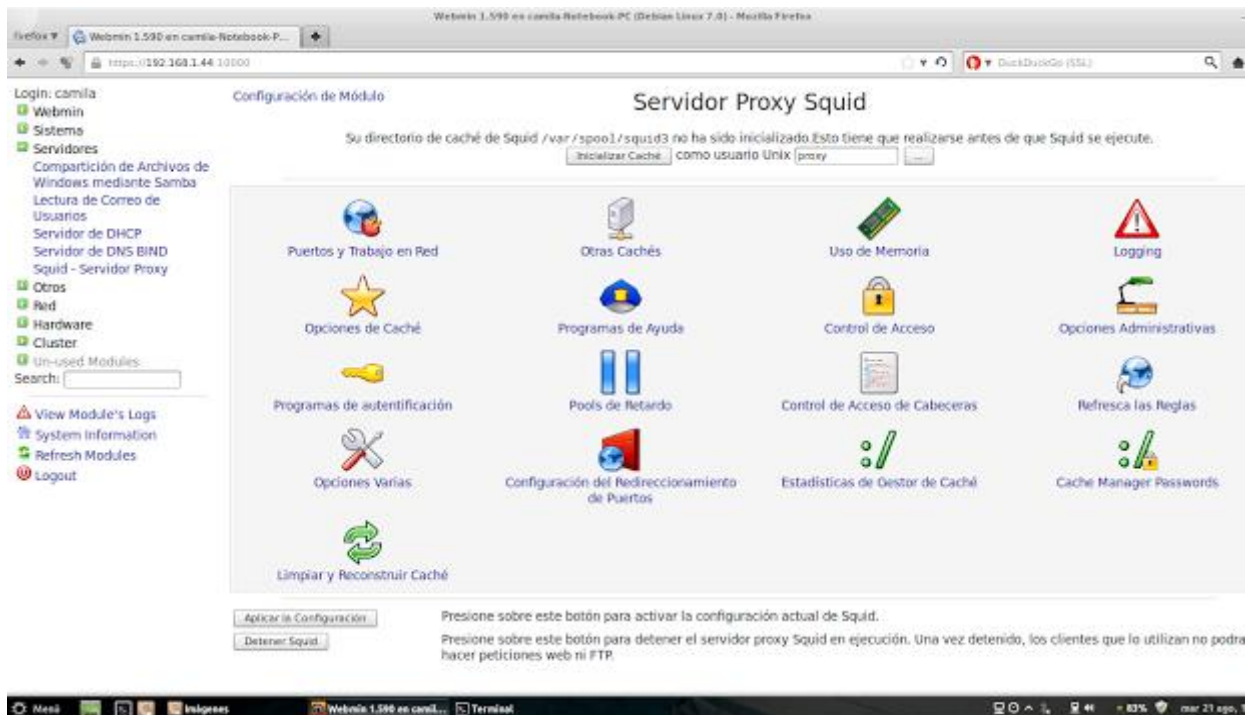 Webmin 1.590 en camila-Notebook-PC (Debian Linux 7.0) - Mozilla Firefox
Firefox
Webmin 1.590 en camila-Notebook-P...
https://192.168.1.44:10000
DuckDuckGo (SSL)
Login: camila
Webmin
Sistema
Servidores
Compartición de Archivos de
Windows mediante Samba
Lectura de Correo de
Usuarios
Servidor de DHCP
Servidor de DNS BIND
Squid - Servidor Proxy
Otros
Red
Hardware
Cluster
Un-used Modules
Search:
View Module's Logs
System Information
Refresh Modules
Logout
Configuración de Módulo
Servidor Proxy Squid
Su directorio de caché de Squid /var/spool/squid3 no ha sido inicializado.Esto tiene que realizarse antes de que Squid se ejecute.
Inicializar Caché como usuario Unix proxy ...
Puertos y Trabajo en Red
Otras Cachés
Uso de Memoria
Logging
Opciones de Caché
Programas de Ayuda
Control de Acceso
Opciones Administrativas
Programas de autentificación
Pools de Retardo
Control de Acceso de Cabeceras
Refresca las Reglas
Opciones Varias
Configuración del Redireccionamiento
de Puertos
Estadísticas de Gestor de Caché
Cache Manager Passwords
Limpiar y Reconstruir Caché
Aplicar la Configuración
Presione sobre este botón para activar la configuración actual de Squid.
Detener Squid
Presione sobre este botón para detener el servidor proxy Squid en ejecución. Una vez detenido, los clientes que lo utilizan no podra
hacer peticiones web ni FTP.
Menú
Imágenes
Webmin 1.590 en camil...
Terminal
83%
mar 21 ago,